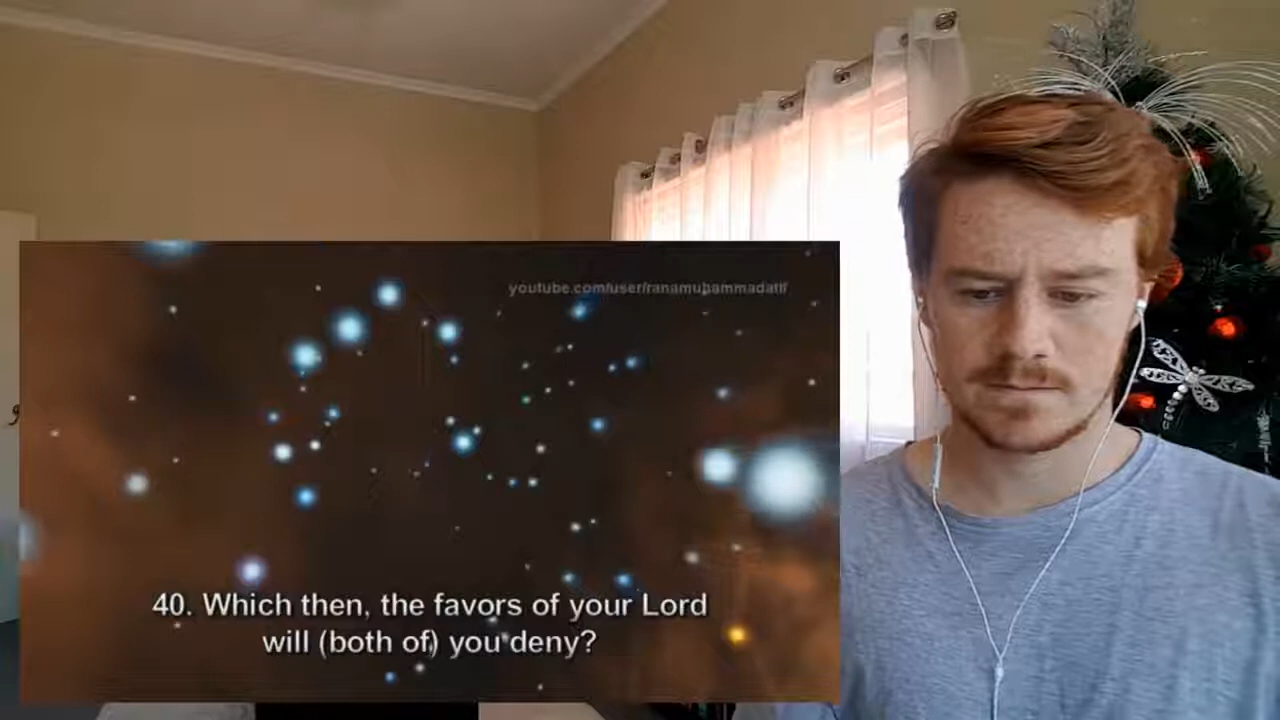 youtube.com/user/ranamuhammadatif
40. Which then, the favors of your Lord
will (both of) you deny?